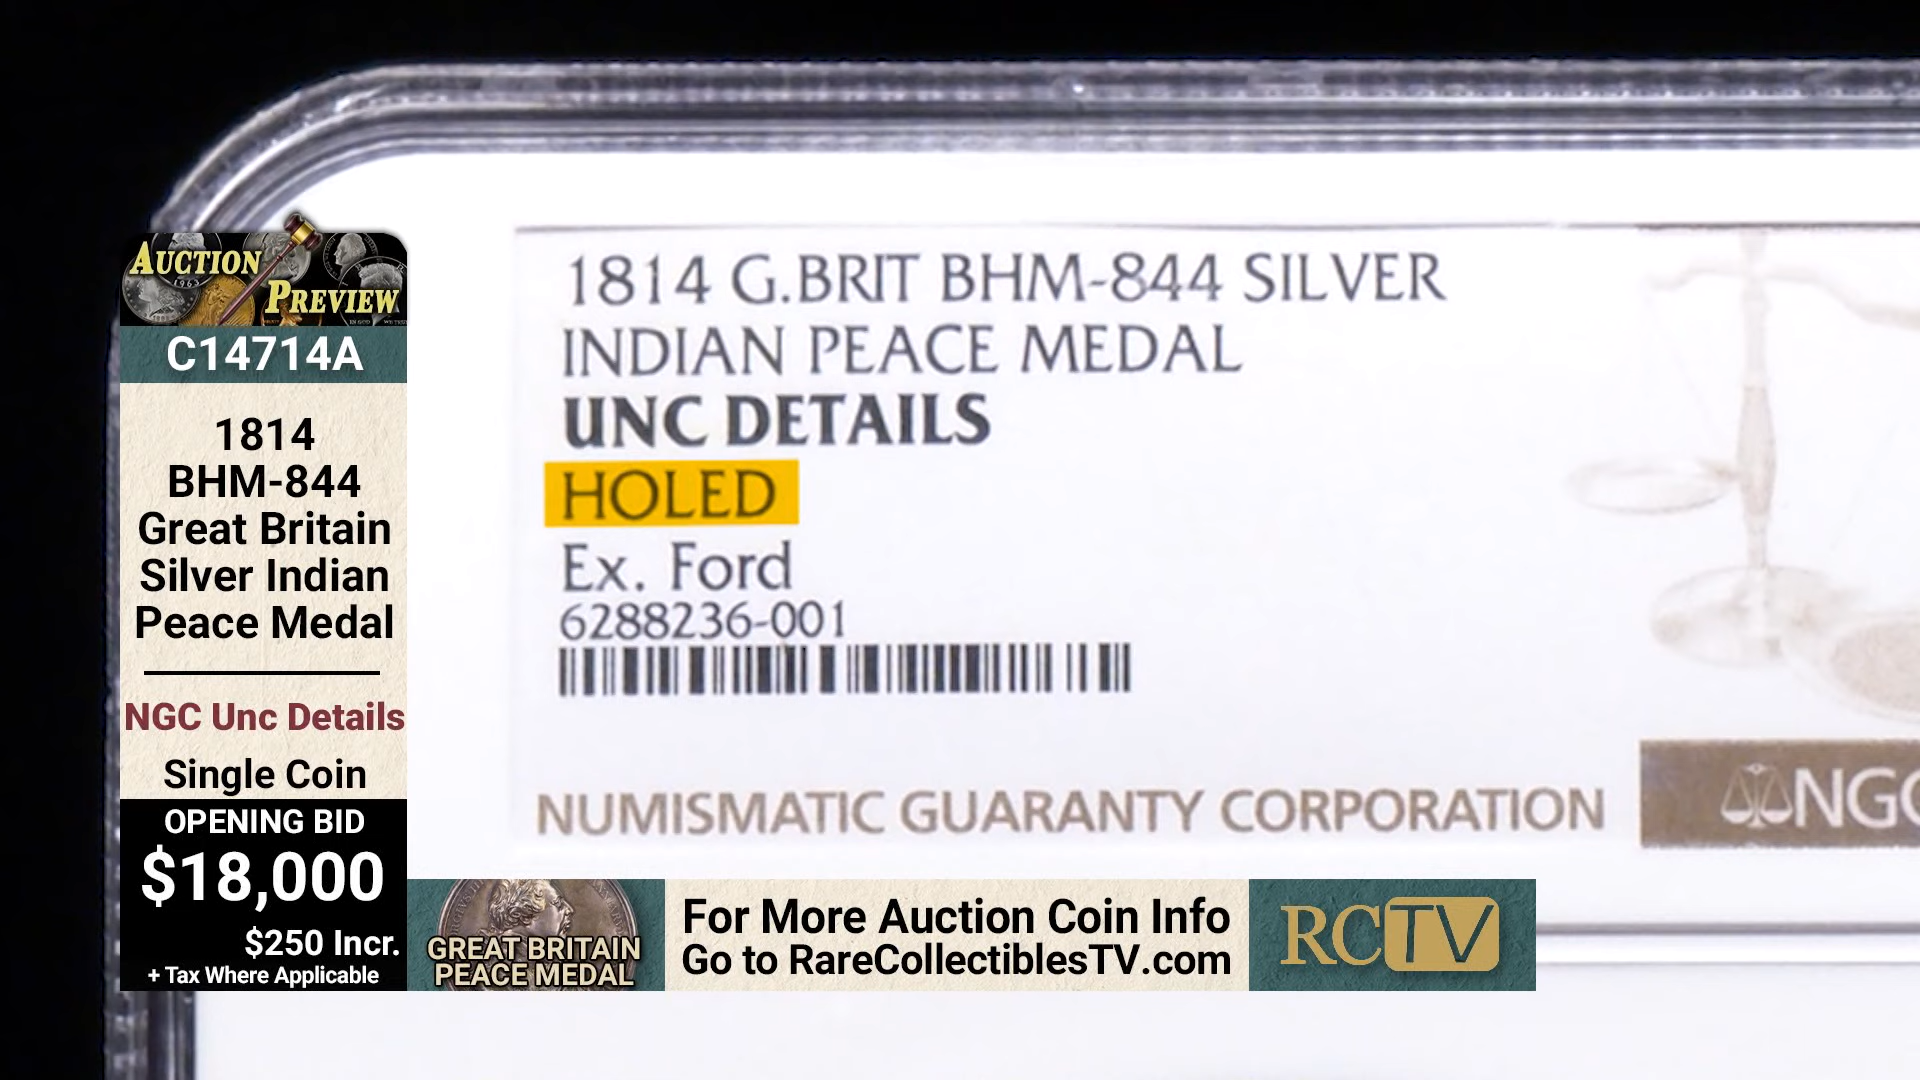 AUCTION
PREVIEW
C14714A
1814
BHM-844
Great Britain
Silver Indian
Peace Medal
NGC Unc Details
Single Coin
OPENING BID
$18,000
$250 Incr.
+ Tax Where Applicable
1814 G.BRIT BHM-844 SILVER
INDIAN PEACE MEDAL
UNC DETAILS
HOLED
Ex. Ford
6288236-001
NUMISMATIC GUARANTY CORPORATION
NGC
GREAT BRITAIN
PEACE MEDAL
For More Auction Coin Info
Go to RareCollectiblesTV.com
RCTV